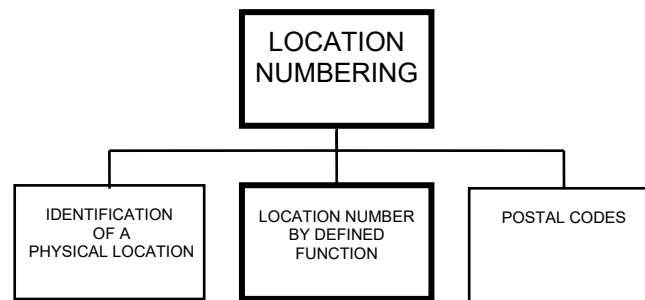 LOCATION
NUMBERING
IDENTIFICATION
OF A
PHYSICAL LOCATION
LOCATION NUMBER
BY DEFINED
FUNCTION
POSTAL CODES